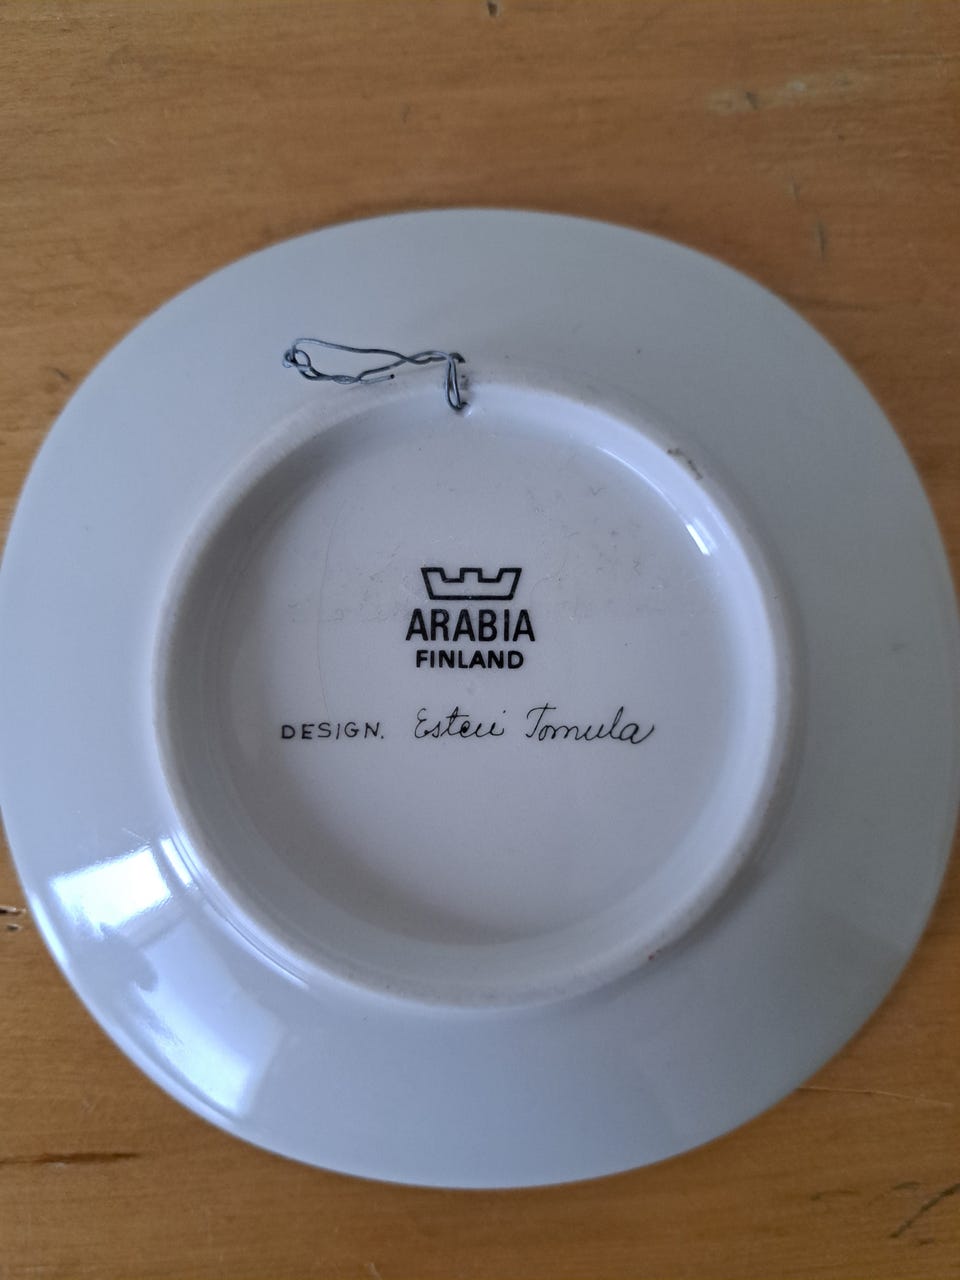 ARABIA
FINLAND
DESIGN. Esteri Tomula